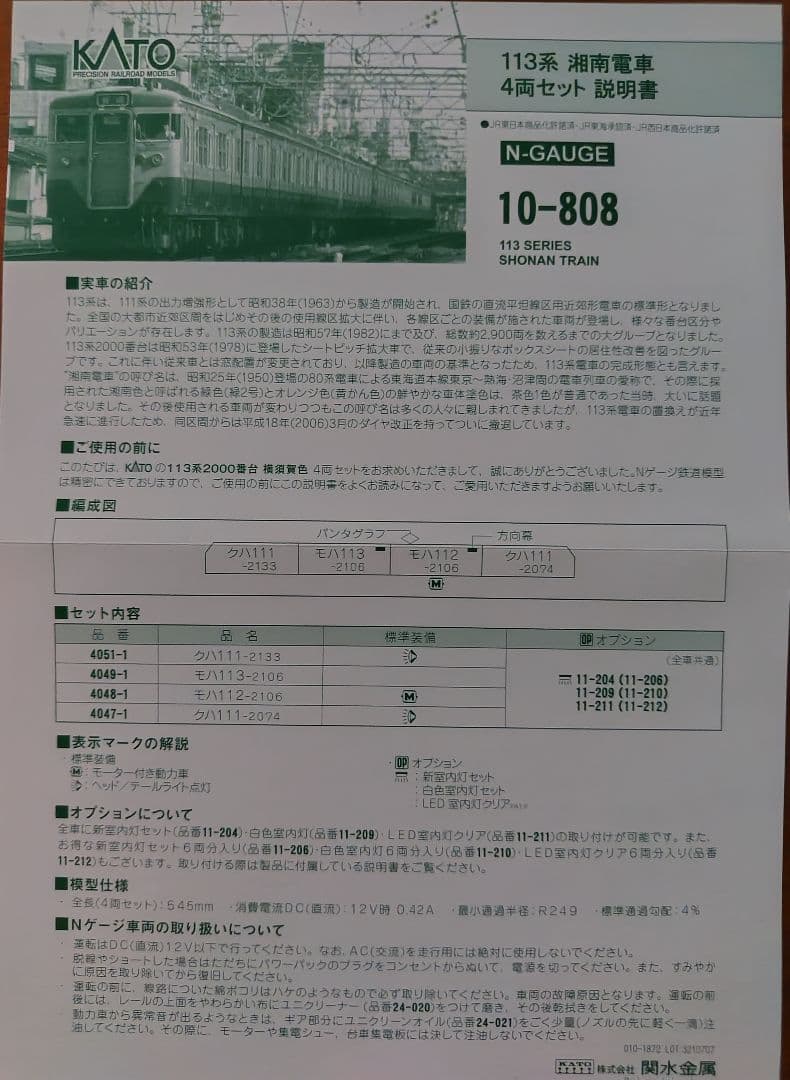 KATO
PRECISION RAILROAD MODELS
113系 湘南電車
4両セット 説明書
●JR東日本商品化許諾済・JR東海承認済・JR西日本商品化許諾済
N-GAUGE
10-808
113 SERIES
SHONAN TRAIN
■実車の紹介
113系は、111系の出力増強形として昭和38年(1963)から製造が開始され、国鉄の直流平坦線区用近郊形電車の標準形となりまし
た。全国の大都市近郊区間をはじめその後の使用線区拡大に伴い、各線区ごとの装備が施された車両が登場し、様々な番台区分や
バリエーションが存在します。113系の製造は昭和57年(1982)にまで及び、総数約2,900両を数えるまでの大グループとなりました。
113系2000番台は昭和53年(1978)に登場したシートピッチ拡大車で、従来の小振りなボックスシートの居住性改善を図ったグルー
プです。これに伴い従来車とは窓配置が変更されており、以降製造の車両の基準となったため、113系電車の完成形態とも言えます。
"湘南電車"の呼び名は、昭和25年(1950)登場の80系電車による東海道本線東京〜熱海・沼津間の電車列車の愛称で、その際に採
用された湘南色と呼ばれる緑色(緑2号)とオレンジ色(黄かん色)の鮮やかな車体塗色は、茶色1色が普通であった当時、大いに話題
となりました。その後使用される車両が変わりつつもこの呼び名は多くの人々に親しまれてきましたが、113系電車の置換えが近年
急速に進行したため、同区間からは平成18年(2006)3月のダイヤ改正を持ってついに撤退しています。
■ご使用の前に
このたびは、KATOの113系2000番台 横須賀色 4両セットをお求めいただきまして、誠にありがとうございました。Nゲージ鉄道模型
は精密にできておりますので、ご使用の前にこの説明書をよくお読みになって、ご愛用いただきますようお願いいたします。
■編成図
パンタグラフ 方向幕
クハ111 モハ113 モハ112 クハ111
-2133 -2106 -2106 -2074
M
■セット内容
品 番 品 名 標準装備 OP オプション
4051-1 クハ111-2133 (全車共通)
4049-1 モハ113-2106 11-204 (11-206)
4048-1 モハ112-2106 M 11-209 (11-210)
4047-1 クハ111-2074 11-211 (11-212)
■表示マークの解説
・標準装備 ・OP オプション
M:モーター付き動力車 :新室内灯セット
:ヘッド/テールライト点灯 :白色室内灯セット
:LED室内灯クリア
■オプションについて
全車に新室内灯セット(品番11-204)・白色室内灯(品番11-209)・LED室内灯クリア(品番11-211)の取り付けが可能です。また、
お得な新室内灯セット6両分入り(品番11-206)・白色室内灯6両分入り(品番11-210)・LED室内灯クリア6両分入り(品番
11-212)もございます。取り付ける際は製品に付属している説明書をご覧ください。
■模型仕様
・全長(4両セット):545mm ・消費電流DC(直流):12V時 0.42A ・最小通過半径:R249 ・標準通過勾配:4%
■Nゲージ車両の取り扱いについて
・運転はDC(直流)12V以下で行ってください。なお、AC(交流)を走行用には絶対に使用しないでください。
・脱線やショートした場合はただちにパワーパックのプラグをコンセントからぬいて、電源を切ってください。また、すみやか
に原因を取り除いてから復旧してください。
・運転の前に、線路についた綿ボコリはハケのようなもので必ず取り除いてください。車両の故障原因となります。運転の前
後には、レールの上面をやわらかい布にユニクリーナー(品番24-020)をつけて磨き、その後乾拭きをしてください。
・動力車から異常音が出るようなときは、ギア部分にユニクリーンオイル(品番24-021)をごく少量(ノズルの先に軽く一滴)注
油してください。その際に、モーターや集電シュー、台車集電板には決して注油しないでください。
010-1872 LOT:3210707
KATO 株式会社 関水金属